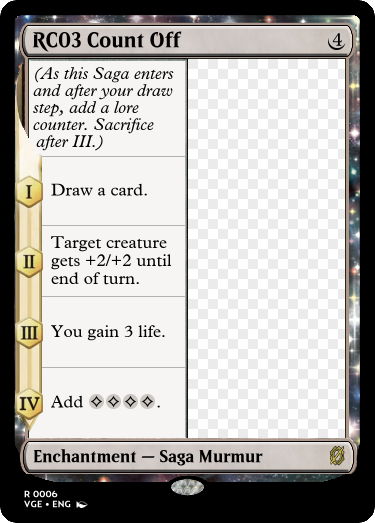 RC03 Count Off 4
(As this Saga enters
and after your draw
step, add a lore
counter. Sacrifice
after III.)
I Draw a card.
II Target creature
gets +2/+2 until
end of turn.
III You gain 3 life.
IV Add .
Enchantment — Saga Murmur
R 0006
VGE • ENG